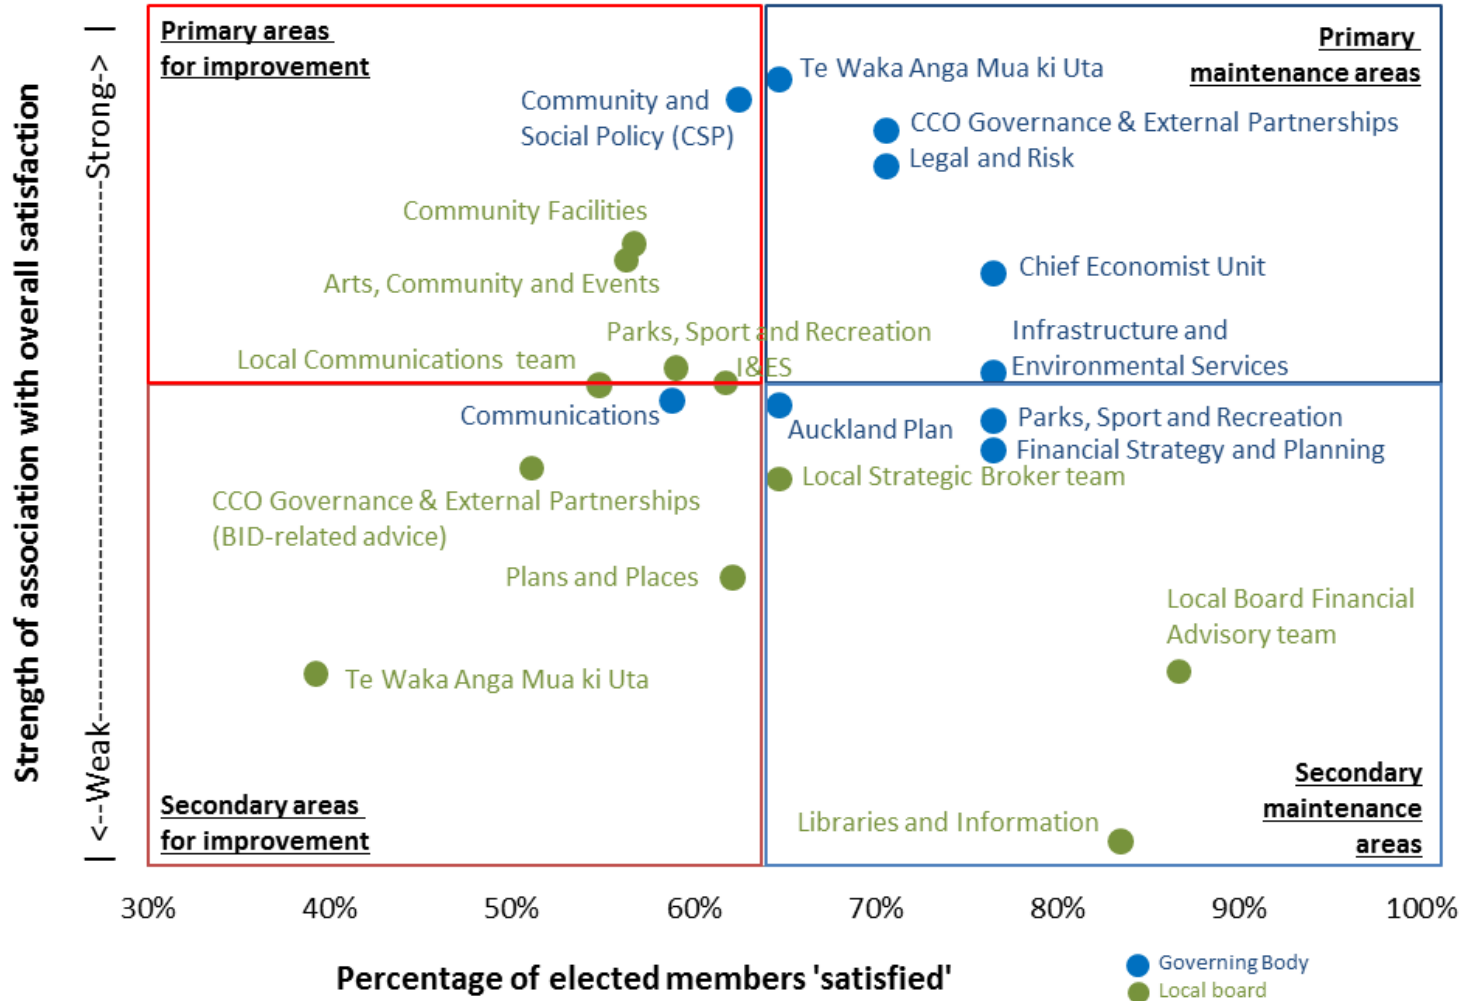 Primary areas
for improvement
Primary
maintenance areas
Te Waka Anga Mua ki Uta
Community and
Social Policy (CSP)
CCO Governance & External Partnerships
Legal and Risk
Community Facilities
Chief Economist Unit
Arts, Community and Events
Parks, Sport and Recreation
Infrastructure and
Environmental Services
Local Communications team
I&ES
Communications
Auckland Plan
Parks, Sport and Recreation
Financial Strategy and Planning
Local Strategic Broker team
CCO Governance & External Partnerships
(BID-related advice)
Plans and Places
Local Board Financial
Advisory team
Te Waka Anga Mua ki Uta
Libraries and Information
Secondary areas
for improvement
Secondary
maintenance
areas
Strength of association with overall satisfaction
| <--Weak------------------------------------Strong-> |
30% 40% 50% 60% 70% 80% 90% 100%
Percentage of elected members 'satisfied'
Governing Body
Local board